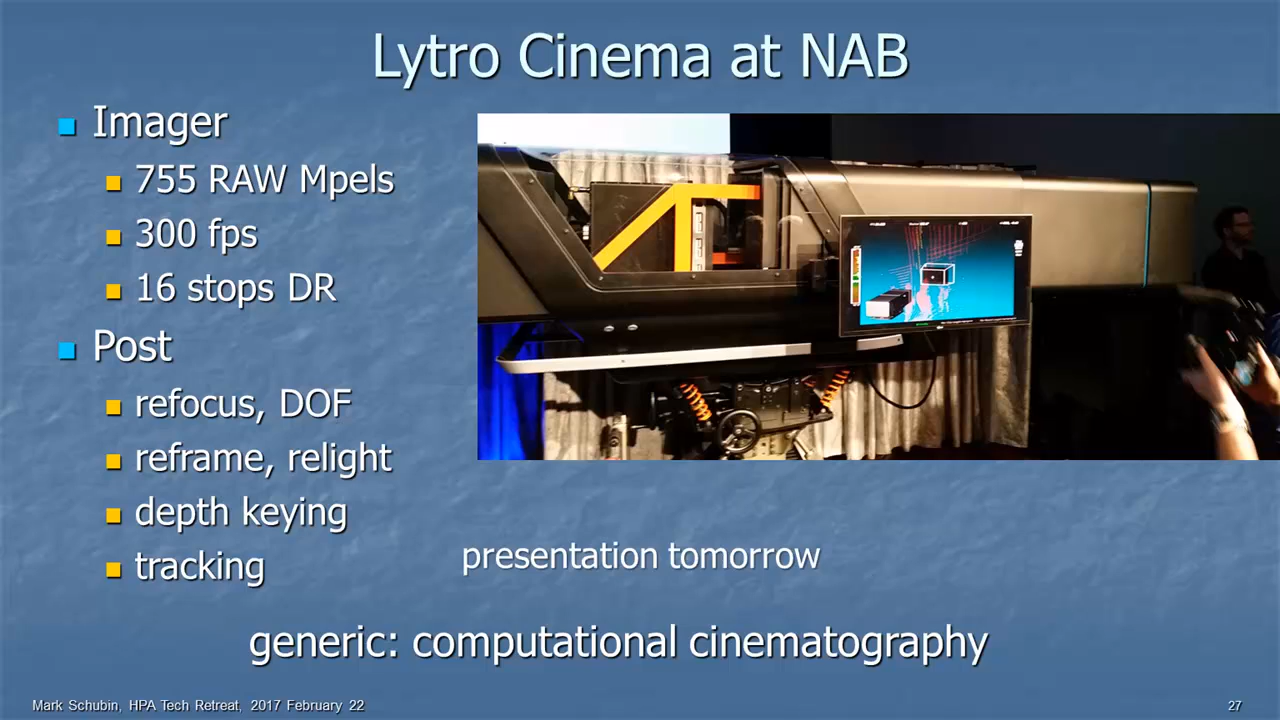 Lytro Cinema at NAB
Imager
755 RAW Mpels
300 fps
16 stops DR
Post
refocus, DOF
reframe, relight
depth keying
tracking
presentation tomorrow
generic: computational cinematography
Mark Schubin, HPA Tech Retreat, 2017 February 22
27